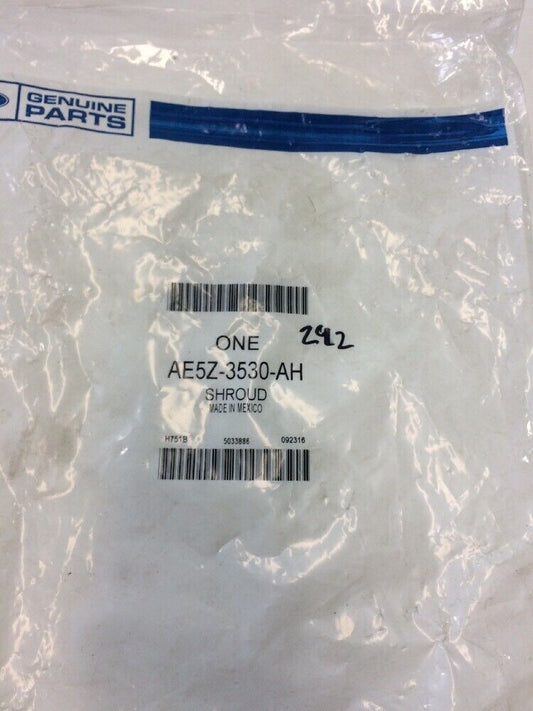 GENUINE
PARTS
ONE
242
AE5Z-3530-AH
SHROUD
MADE IN MEXICO
H751B 5033886 092316